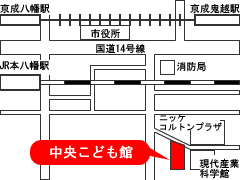 京成八幡駅
京成鬼越駅
市役所
国道14号線
JR本八幡駅
消防局
ニッケ
コルトンプラザ
中央こども館
現代産業
科学館